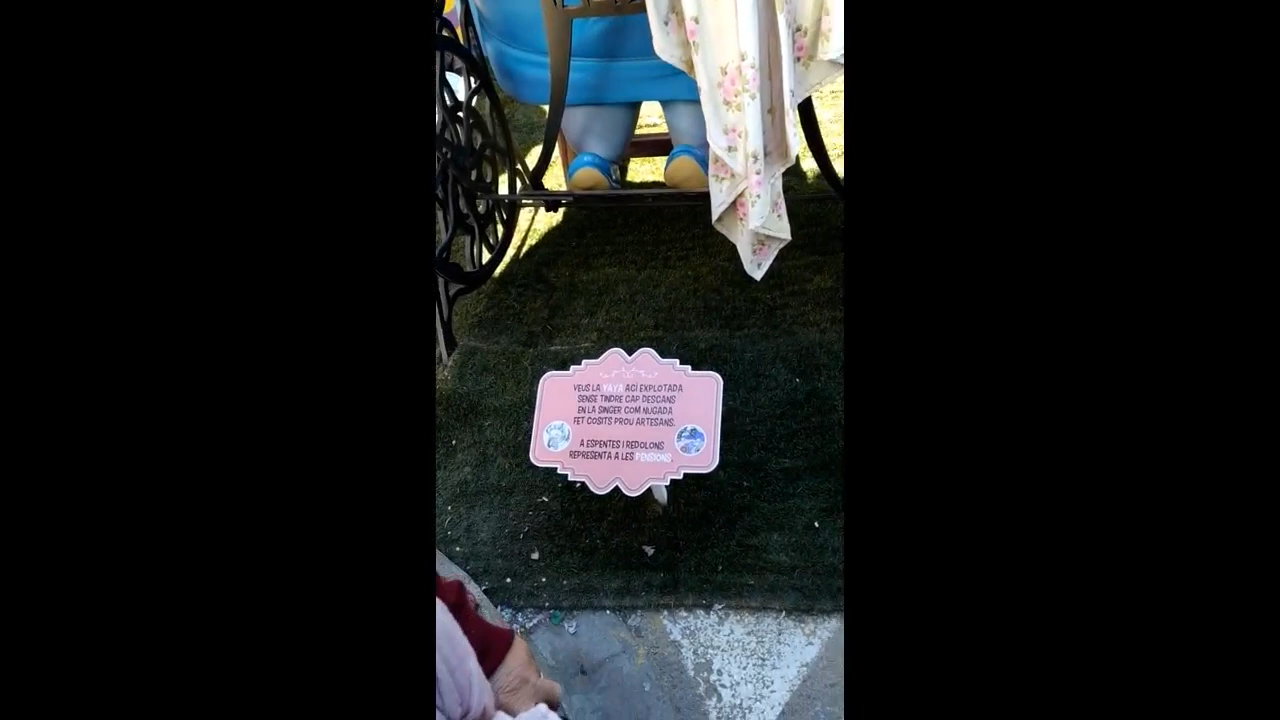 VEUS LA YAYA ACÍ EXPLOTADA
SENSE TINDRE CAP DESCANS
EN LA SINGER COM NUGADA
FET COSITS PROU ARTESANS.
A ESPENTES I REDOLONS
REPRESENTA A LES PENSIONS